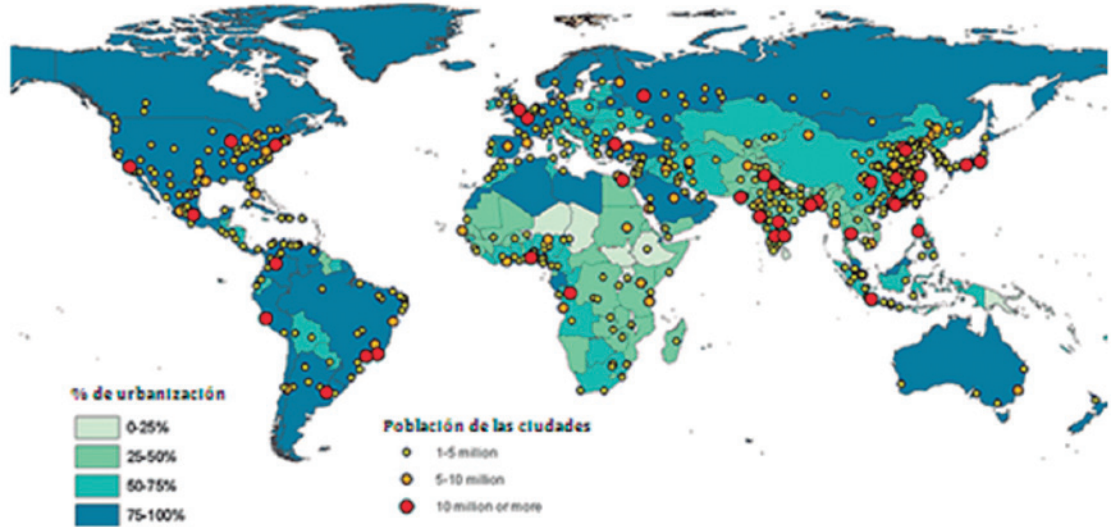 % de urbanización
0-25%
25-50%
50-75%
75-100%
Población de las ciudades
1-5 million
5-10 million
10 million or more